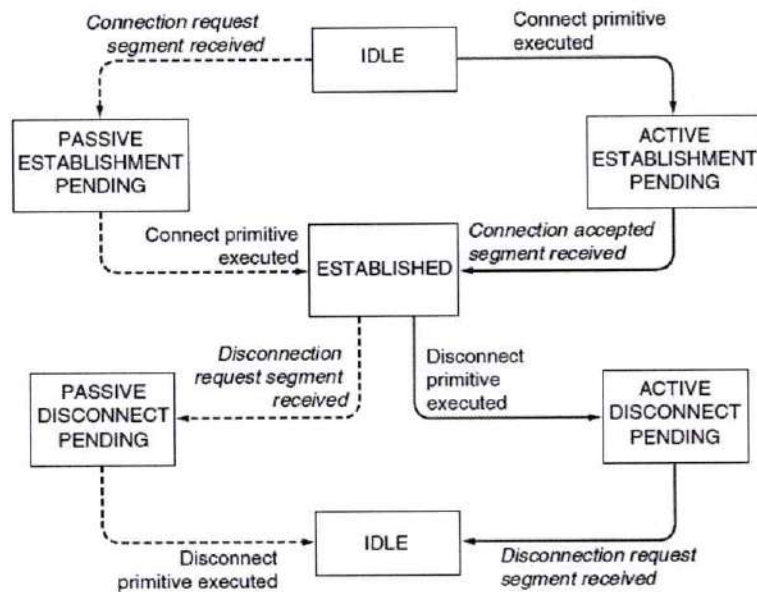 Connection request
segment received
IDLE
Connect primitive
executed
PASSIVE
ESTABLISHMENT
PENDING
ACTIVE
ESTABLISHMENT
PENDING
Connect primitive
executed
ESTABLISHED
Connection accepted
segment received
Disconnection
request segment
received
Disconnect
primitive
executed
PASSIVE
DISCONNECT
PENDING
ACTIVE
DISCONNECT
PENDING
IDLE
Disconnect
primitive executed
Disconnection request
segment received